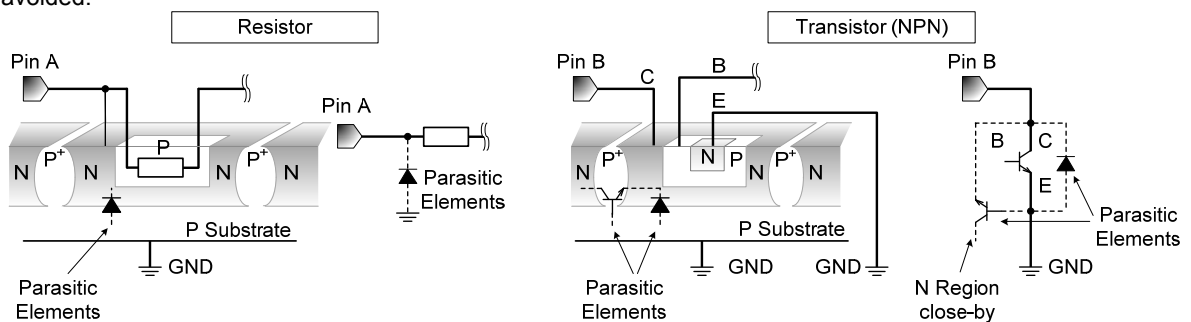 avoided.
Resistor
Transistor (NPN)
Pin A
Pin A
N
P+
N
P
N
P+
N
Parasitic
Elements
P Substrate
GND
Parasitic
Elements
Pin B
C
B
E
N
P+
N
N
P
N
P+
N
P Substrate
GND
GND
Parasitic
Elements
Pin B
B
C
E
Parasitic
Elements
GND
N Region
close-by